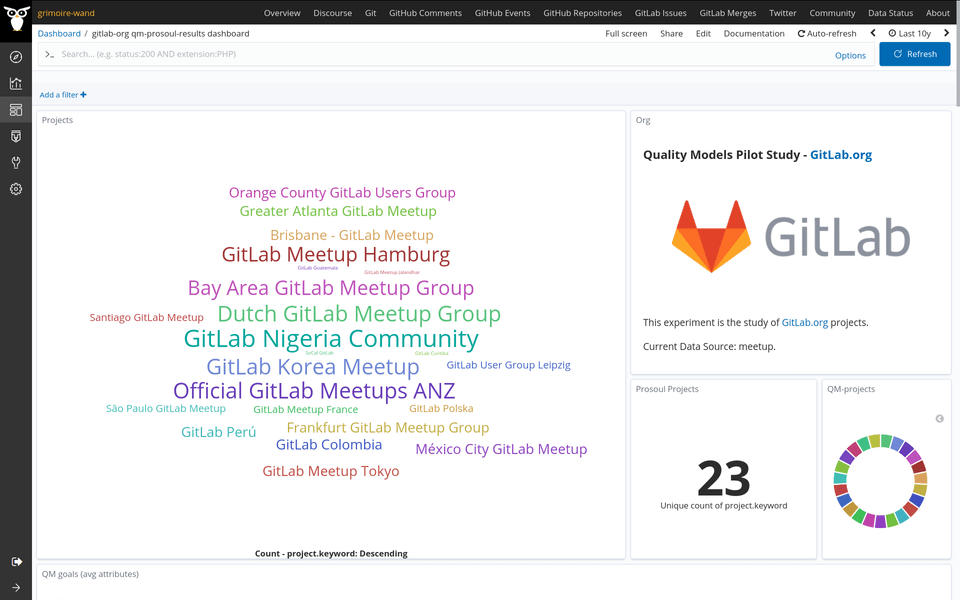 grimoire-wand
Overview Discourse Git GitHub Comments GitHub Events GitHub Repositories GitLab Issues GitLab Merges Twitter Community Data Status About
Dashboard / gitlab-org qm-prosoul-results dashboard
Full screen Share Edit Documentation Auto-refresh Last 10y
>_ Search... (e.g. status:200 AND extension:PHP)
Options
Refresh
Add a filter +
Projects
Orange County GitLab Users Group
Greater Atlanta GitLab Meetup
Brisbane - GitLab Meetup
GitLab Meetup Hamburg
GitLab Guatemala
GitLab Meetup Jalandhar
Bay Area GitLab Meetup Group
Santiago GitLab Meetup
Dutch GitLab Meetup Group
GitLab Nigeria Community
SoCal GitLab
GitLab Curitiba
GitLab Korea Meetup
GitLab User Group Leipzig
Official GitLab Meetups ANZ
São Paulo GitLab Meetup
GitLab Meetup France
GitLab Polska
GitLab Perú
Frankfurt GitLab Meetup Group
GitLab Colombia
México City GitLab Meetup
GitLab Meetup Tokyo
Count - project.keyword: Descending
Org
Quality Models Pilot Study - GitLab.org
GitLab
This experiment is the study of GitLab.org projects.
Current Data Source: meetup.
Prosoul Projects
23
Unique count of project.keyword
QM-projects
QM goals (avg attributes)